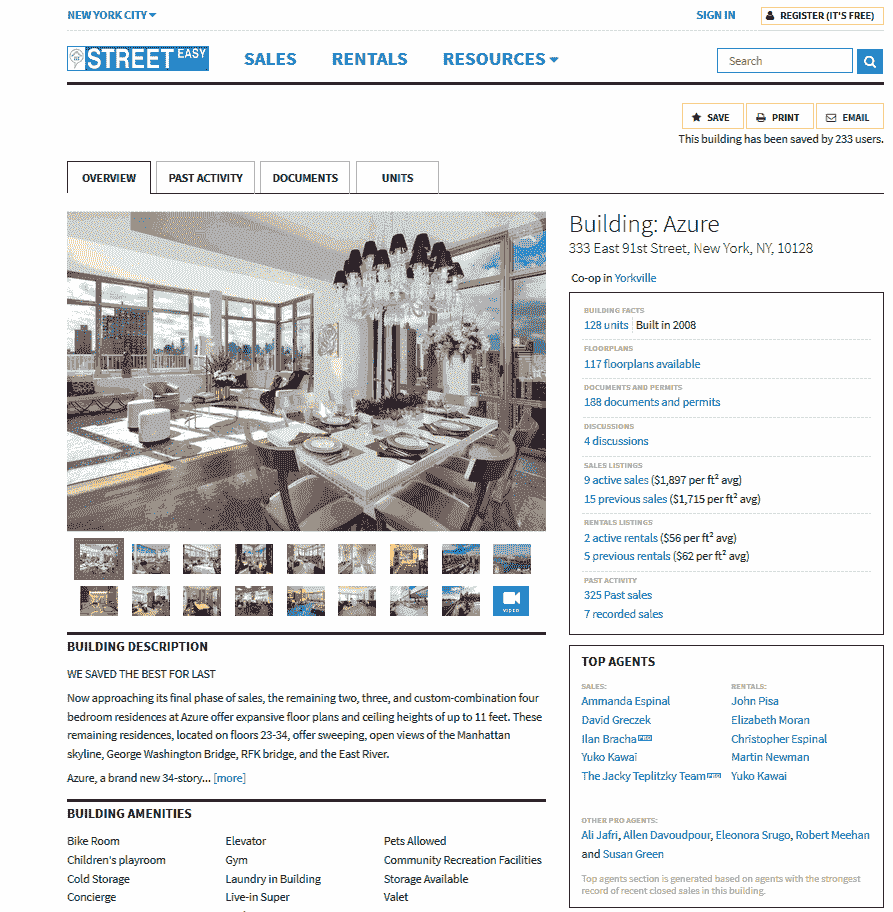 NEW YORK CITY
SIGN IN
REGISTER (IT'S FREE)
STREET EASY
SALES
RENTALS
RESOURCES
Search
SAVE
PRINT
EMAIL
This building has been saved by 233 users.
OVERVIEW
PAST ACTIVITY
DOCUMENTS
UNITS
Building: Azure
333 East 91st Street, New York, NY, 10128
Co-op in Yorkville
BUILDING FACTS
128 units | Built in 2008
FLOORPLANS
117 floorplans available
DOCUMENTS AND PERMITS
188 documents and permits
DISCUSSIONS
4 discussions
SALES LISTINGS
9 active sales ($1,897 per ft² avg)
15 previous sales ($1,715 per ft² avg)
RENTALS LISTINGS
2 active rentals ($56 per ft² avg)
5 previous rentals ($62 per ft² avg)
PAST ACTIVITY
325 Past sales
7 recorded sales
VIDEO
BUILDING DESCRIPTION
WE SAVED THE BEST FOR LAST
Now approaching its final phase of sales, the remaining two, three, and custom-combination four
bedroom residences at Azure offer expansive floor plans and ceiling heights of up to 11 feet. These
remaining residences, located on floors 23-34, offer sweeping, open views of the Manhattan
skyline, George Washington Bridge, RFK bridge, and the East River.
Azure, a brand new 34-story... [more]
BUILDING AMENITIES
Bike Room
Elevator
Pets Allowed
Children's playroom
Gym
Community Recreation Facilities
Cold Storage
Laundry in Building
Storage Available
Concierge
Live-in Super
Valet
TOP AGENTS
SALES:
Ammanda Espinal
David Greczek
Ilan Bracha PRO
Yuko Kawai
The Jacky Teplitzky Team PRO
RENTALS:
John Pisa
Elizabeth Moran
Christopher Espinal
Martin Newman
Yuko Kawai
OTHER PRO AGENTS:
Ali Jafri, Allen Davoudpour, Eleonora Srugo, Robert Meehan
and Susan Green
Top agents section is generated based on agents with the strongest
record of recent closed sales in this building.